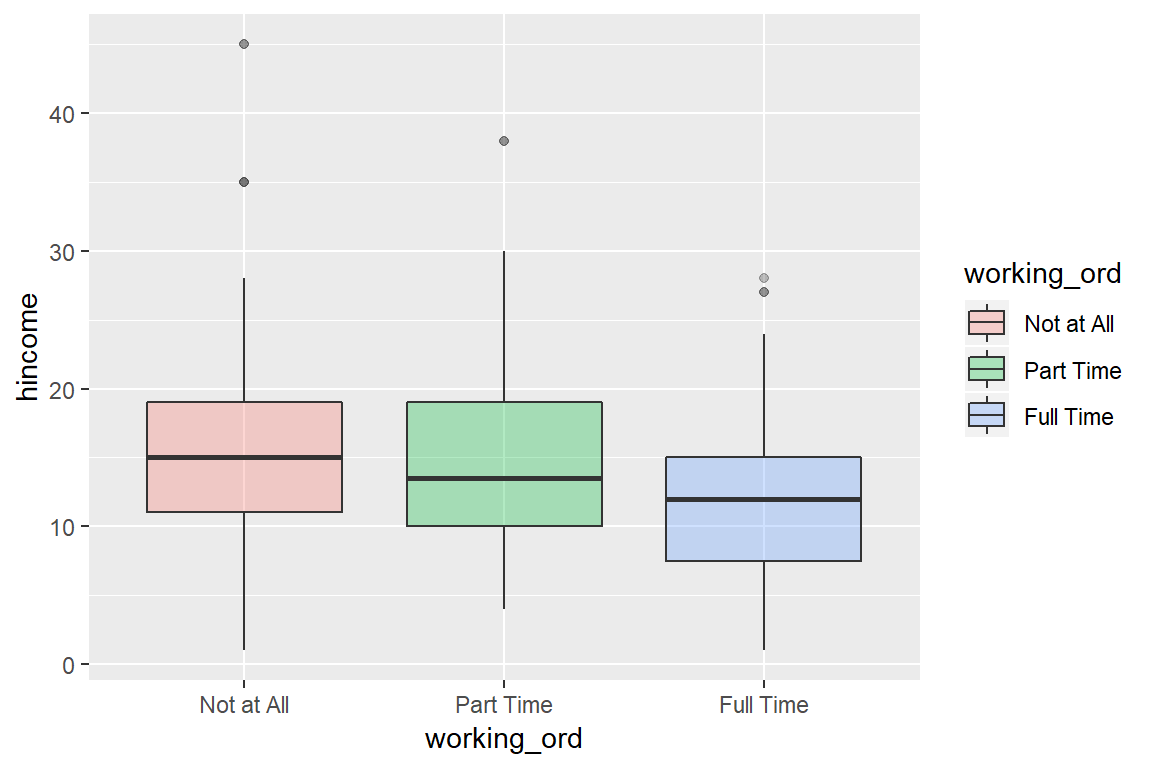 40
30
20
10
0
hincome
Not at All
Part Time
Full Time
working_ord
working_ord
Not at All
Part Time
Full Time